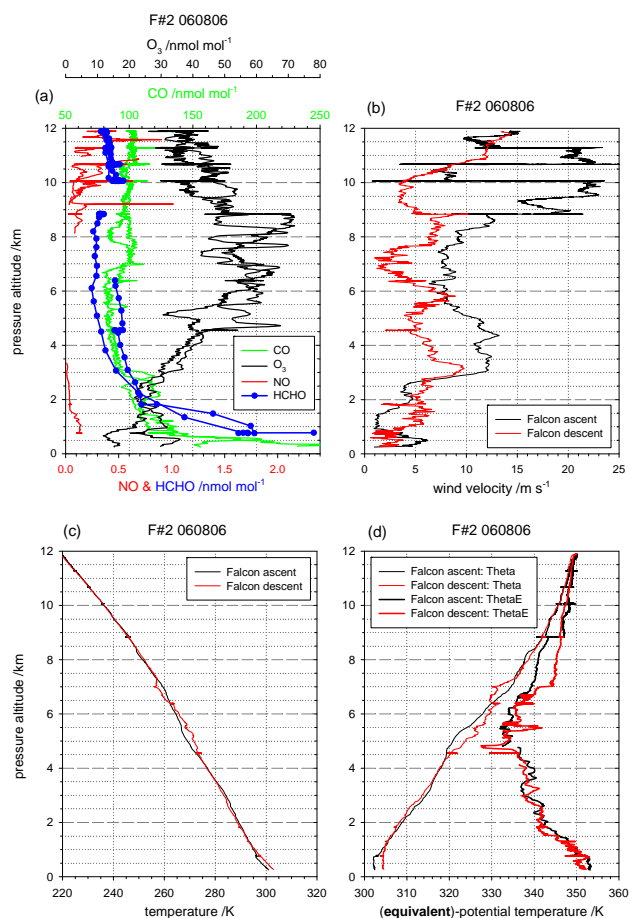 F#2 060806
O3 /nmol mol-1
0 10 20 30 40 50 60 70 80
(a)
CO /nmol mol-1
50 100 150 200 250
12
10
8
6
4
2
0
pressure altitude /km
CO
O3
NO
HCHO
0.0 0.5 1.0 1.5 2.0
NO & HCHO /nmol mol-1
(b)
F#2 060806
12
10
8
6
4
2
0
Falcon ascent
Falcon descent
0 5 10 15 20 25
wind velocity /m s-1
(c)
F#2 060806
12
10
8
6
4
2
0
pressure altitude /km
Falcon ascent
Falcon descent
220 240 260 280 300 320
temperature /K
(d)
F#2 060806
12
10
8
6
4
2
0
Falcon ascent: Theta
Falcon descent: Theta
Falcon ascent: ThetaE
Falcon descent: ThetaE
300 310 320 330 340 350 360
(equivalent)-potential temperature /K